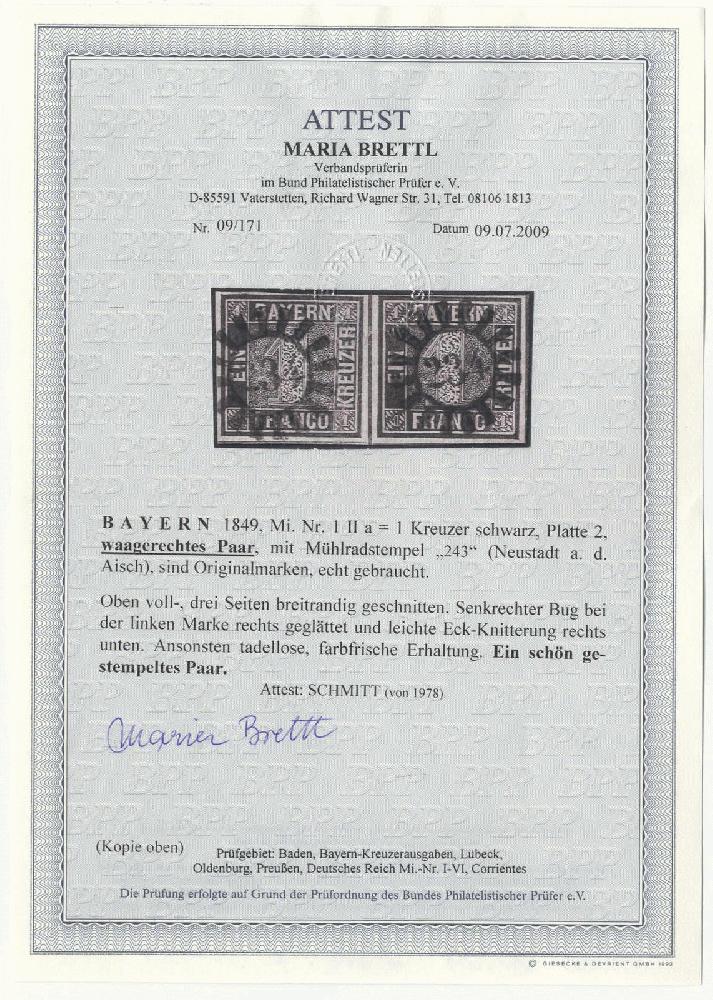 ATTEST
MARIA BRETTL
Verbandsprüferin
im Bund Philatelistischer Prüfer e. V.
D-85591 Vaterstetten, Richard Wagner Str. 31, Tel. 08106 1813
Nr. 09/171 Datum 09.07.2009
BAYERN BAYERN
EIN KREUZER EIN KREUZER
FRANCO FRANCO
BAYERN 1849, Mi. Nr. 1 II a = 1 Kreuzer schwarz, Platte 2,
waagerechtes Paar, mit Mühlradstempel „243“ (Neustadt a. d.
Aisch), sind Originalmarken, echt gebraucht.
Oben voll-, drei Seiten breitrandig geschnitten. Senkrechter Bug bei
der linken Marke rechts geglättet und leichte Eck-Knitterung rechts
unten. Ansonsten tadellose, farbfrische Erhaltung. Ein schön ge-
stempeltes Paar.
Attest: SCHMITT (von 1978)
Maria Brettl
(Kopie oben)
Prüfgebiet: Baden, Bayern-Kreuzerausgaben, Lübeck,
Oldenburg, Preußen, Deutsches Reich Mi.-Nr. I-VI, Corrientes
Die Prüfung erfolgte auf Grund der Prüfordnung des Bundes Philatelistischer Prüfer e.V.
© GIESECKE & DEVRIENT GMBH 1992